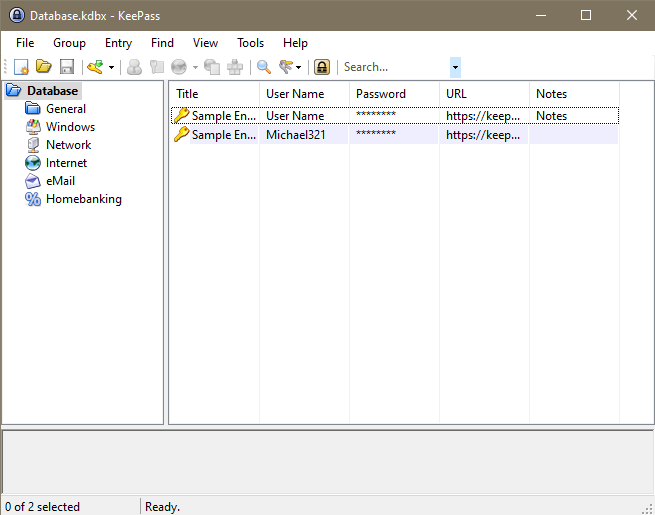 Database.kdbx - KeePass
File Group Entry Find View Tools Help
Search...
Database
General
Windows
Network
Internet
eMail
Homebanking
Title User Name Password URL Notes
Sample En... User Name ******** https://keep... Notes
Sample En... Michael321 ******** https://keep...
0 of 2 selected Ready.